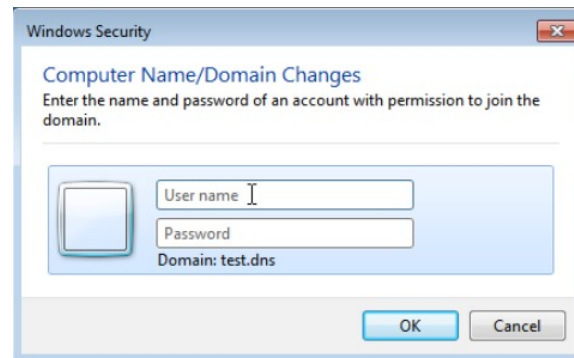 Windows Security
Computer Name/Domain Changes
Enter the name and password of an account with permission to join the
domain.
User name
Password
Domain: test.dns
OK
Cancel